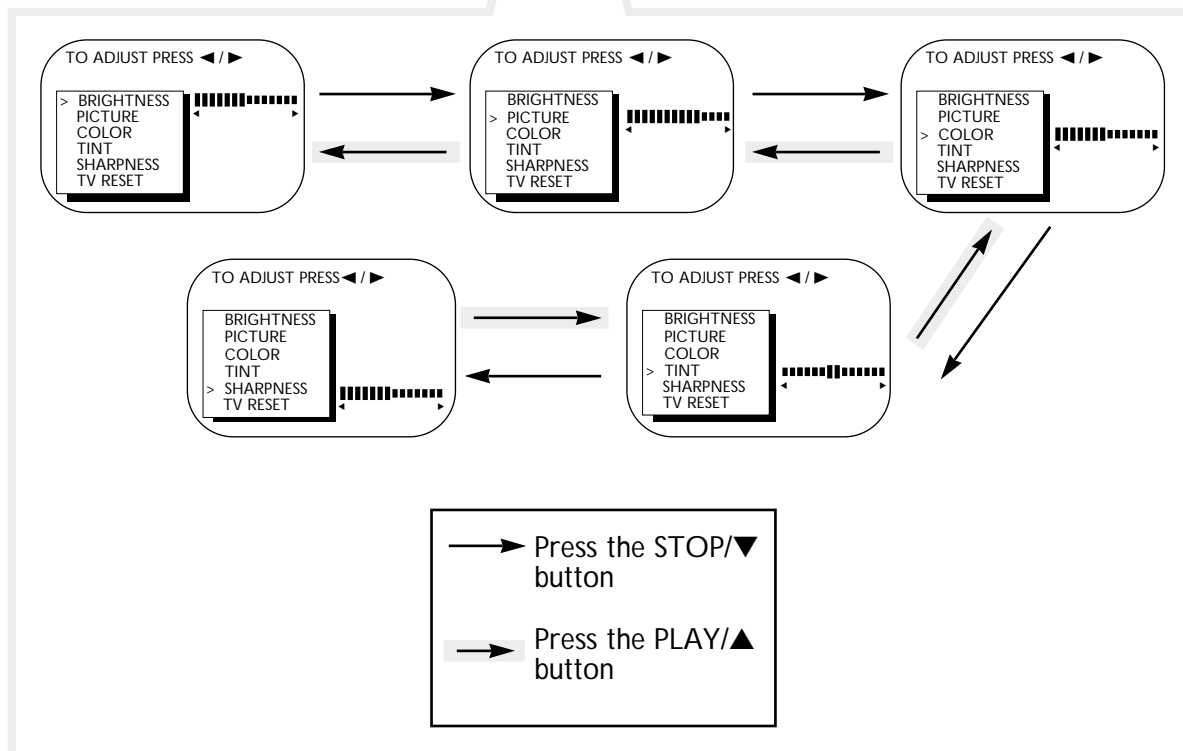 TO ADJUST PRESS ◄ / ►
> BRIGHTNESS
PICTURE
COLOR
TINT
SHARPNESS
TV RESET
TO ADJUST PRESS ◄ / ►
BRIGHTNESS
> PICTURE
COLOR
TINT
SHARPNESS
TV RESET
TO ADJUST PRESS ◄ / ►
BRIGHTNESS
PICTURE
> COLOR
TINT
SHARPNESS
TV RESET
TO ADJUST PRESS ◄ / ►
BRIGHTNESS
PICTURE
COLOR
TINT
> SHARPNESS
TV RESET
TO ADJUST PRESS ◄ / ►
BRIGHTNESS
PICTURE
COLOR
> TINT
SHARPNESS
TV RESET
Press the STOP/▼
button
Press the PLAY/▲
button